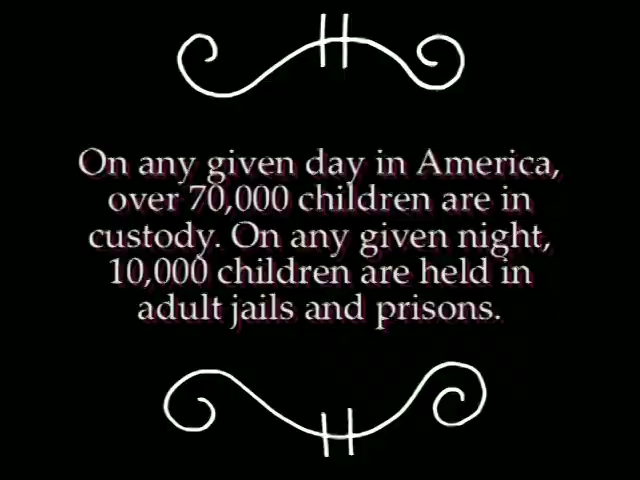 On any given day in America,
over 70,000 children are in
custody. On any given night,
10,000 children are held in
adult jails and prisons.